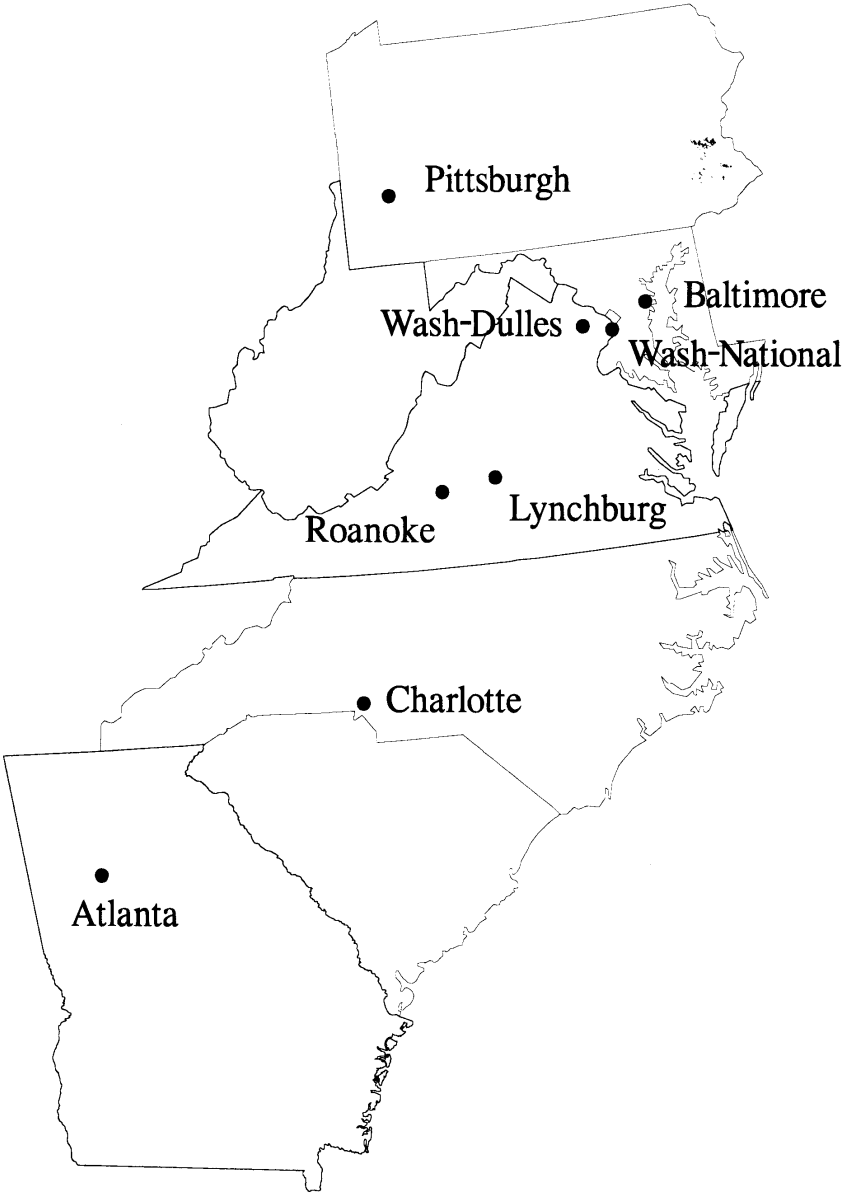 Pittsburgh
Baltimore
Wash-Dulles
Wash-National
Lynchburg
Roanoke
Charlotte
Atlanta